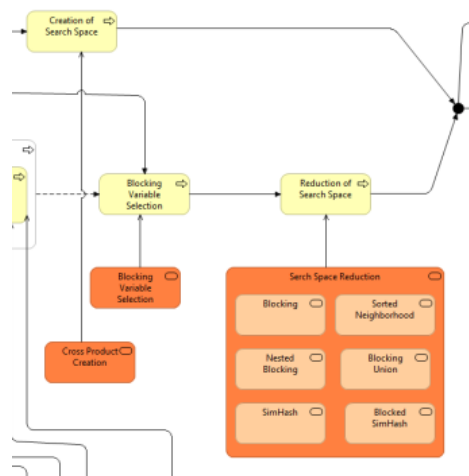 Creation of
Search Space
Blocking
Variable
Selection
Reduction of
Search Space
Blocking
Variable
Selection
Serch Space Reduction
Blocking
Sorted
Neighborhood
Nested
Blocking
Blocking
Union
SimHash
Blocked
SimHash
Cross Product
Creation